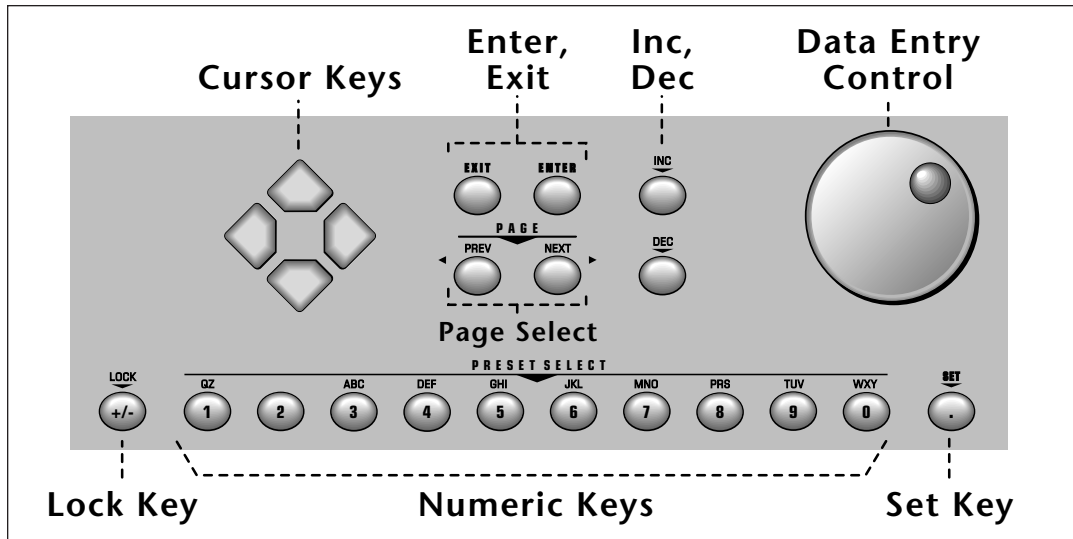 Enter,
Exit
Inc,
Dec
Data Entry
Control
Cursor Keys
EXIT
ENTER
INC
PAGE
PREV
NEXT
DEC
Page Select
PRESET SELECT
LOCK
QZ
ABC
DEF
GHI
JKL
MNO
PRS
TUV
WXY
SET
+/-
1
2
3
4
5
6
7
8
9
0
.
Lock Key
Numeric Keys
Set Key